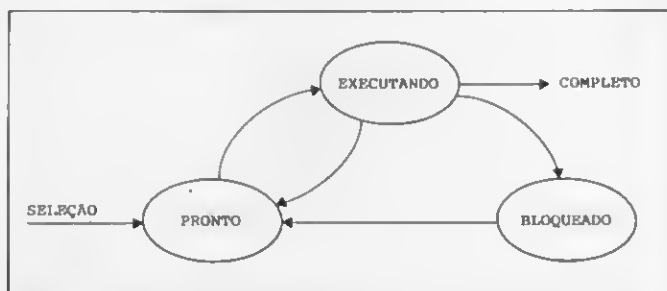 EXECUTANDO
COMPLETO
SELEÇÃO
PRONTO
BLOQUEADO